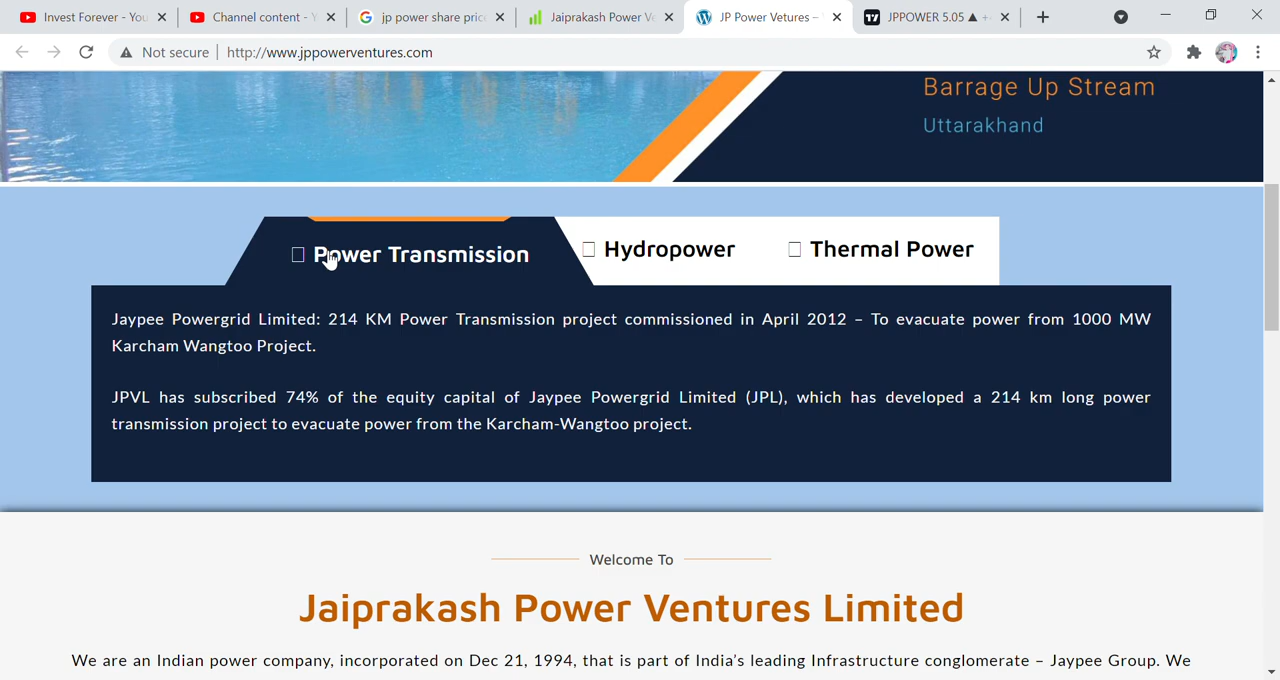 Invest Forever - You
Channel content - Y
jp power share pric
Jaiprakash Power Ve
JP Power Vetures –
JPPOWER 5.05 ▲ +
Not secure
http://www.jppowerventures.com
Barrage Up Stream
Uttarakhand
Power Transmission
Hydropower
Thermal Power
Jaypee Powergrid Limited: 214 KM Power Transmission project commissioned in April 2012 – To evacuate power from 1000 MW
Karcham Wangtoo Project.
JPVL has subscribed 74% of the equity capital of Jaypee Powergrid Limited (JPL), which has developed a 214 km long power
transmission project to evacuate power from the Karcham-Wangtoo project.
Welcome To
Jaiprakash Power Ventures Limited
We are an Indian power company, incorporated on Dec 21, 1994, that is part of India’s leading Infrastructure conglomerate – Jaypee Group. We